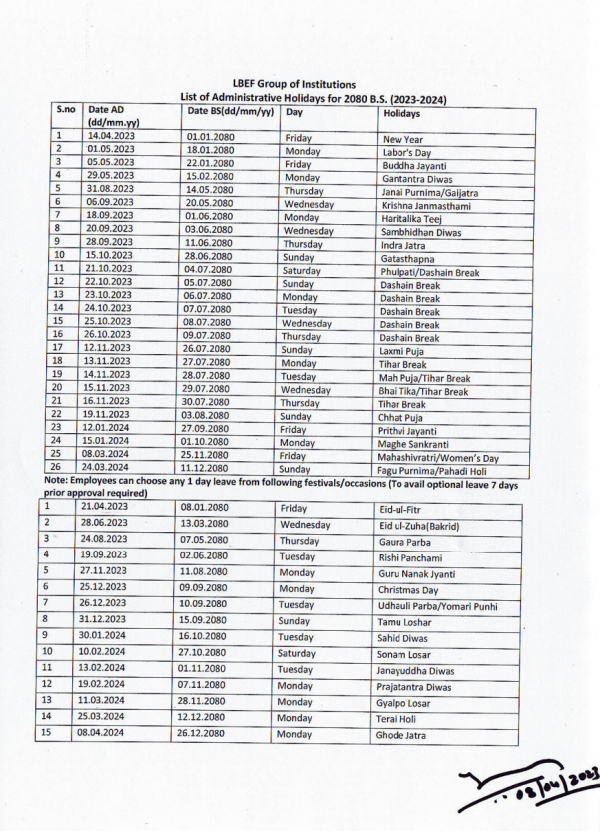 LBEF Group of Institutions
List of Administrative Holidays for 2080 B.S. (2023-2024)
S.no Date AD (dd/mm.yy) Date BS(dd/mm/yy) Day Holidays
1 14.04.2023 01.01.2080 Friday New Year
2 01.05.2023 18.01.2080 Monday Labor's Day
3 05.05.2023 22.01.2080 Friday Buddha Jayanti
4 29.05.2023 15.02.2080 Monday Gantantra Diwas
5 31.08.2023 14.05.2080 Thursday Janai Purnima/Gaijatra
6 06.09.2023 20.05.2080 Wednesday Krishna Janmasthami
7 18.09.2023 01.06.2080 Monday Haritalika Teej
8 20.09.2023 03.06.2080 Wednesday Sambhidhan Diwas
9 28.09.2023 11.06.2080 Thursday Indra Jatra
10 15.10.2023 28.06.2080 Sunday Gatasthapna
11 21.10.2023 04.07.2080 Saturday Phulpati/Dashain Break
12 22.10.2023 05.07.2080 Sunday Dashain Break
13 23.10.2023 06.07.2080 Monday Dashain Break
14 24.10.2023 07.07.2080 Tuesday Dashain Break
15 25.10.2023 08.07.2080 Wednesday Dashain Break
16 26.10.2023 09.07.2080 Thursday Dashain Break
17 12.11.2023 26.07.2080 Sunday Laxmi Puja
18 13.11.2023 27.07.2080 Monday Tihar Break
19 14.11.2023 28.07.2080 Tuesday Mah Puja/Tihar Break
20 15.11.2023 29.07.2080 Wednesday Bhai Tika/Tihar Break
21 16.11.2023 30.07.2080 Thursday Tihar Break
22 19.11.2023 03.08.2080 Sunday Chhat Puja
23 12.01.2024 27.09.2080 Friday Prithvi Jayanti
24 15.01.2024 01.10.2080 Monday Maghe Sankranti
25 08.03.2024 25.11.2080 Friday Mahashivratri/Women's Day
26 24.03.2024 11.12.2080 Sunday Fagu Purnima/Pahadi Holi
Note: Employees can choose any 1 day leave from following festivals/occasions (To avail optional leave 7 days
prior approval required)
1 21.04.2023 08.01.2080 Friday Eid-ul-Fitr
2 28.06.2023 13.03.2080 Wednesday Eid ul-Zuha(Bakrid)
3 24.08.2023 07.05.2080 Thursday Gaura Parba
4 19.09.2023 02.06.2080 Tuesday Rishi Panchami
5 27.11.2023 11.08.2080 Monday Guru Nanak Jyanti
6 25.12.2023 09.09.2080 Monday Christmas Day
7 26.12.2023 10.09.2080 Tuesday Udhauli Parba/Yomari Punhi
8 31.12.2023 15.09.2080 Sunday Tamu Loshar
9 30.01.2024 16.10.2080 Tuesday Sahid Diwas
10 10.02.2024 27.10.2080 Saturday Sonam Losar
11 13.02.2024 01.11.2080 Tuesday Janayuddha Diwas
12 19.02.2024 07.11.2080 Monday Prajatantra Diwas
13 11.03.2024 28.11.2080 Monday Gyalpo Losar
14 25.03.2024 12.12.2080 Monday Terai Holi
15 08.04.2024 26.12.2080 Monday Ghode Jatra
02/04/2023